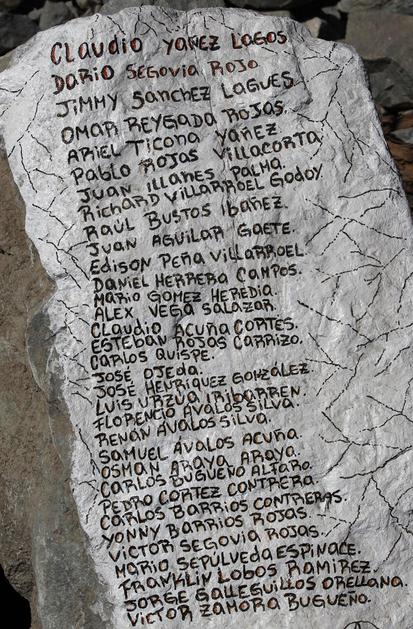 Claudio Yañez Lagos
Dario Segovia Rojo
Jimmy Sanchez Lagues
Omar Reygada Rojas.
Ariel Ticona Yañez
Pablo Rojas Villacorta
Juan Illanes Palma.
Richard Villarroel Godoy
Raúl Bustos Ibañez.
Juan Aguilar Gaete.
Edison Peña Villarroel
Daniel Herrera Campos.
Mario Gomez Heredia.
Alex Vega Salazar.
Claudio Acuña Cortes.
Esteban Rojas Carrizo.
Carlos Quispe.
José Ojeda.
José Henriquez González
Luis Urzua Iribarren.
Florencio Avalos Silva.
Renán Avalos Silva.
Samuel Avalos Acuña.
Osman Araya Araya.
Carlos Bugueño Alfaro.
Pedro Cortez Contrera.
Carlos Barrios Contreras.
Yonny Barrios Rojas.
Victor Segovia Rojas.
Mario Sepulveda Espinace.
Franklin Lobos Ramirez.
Jorge Galleguillos Orellana.
Victor Zamora Bugueño.